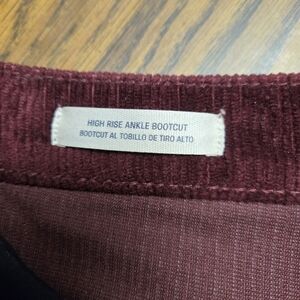 HIGH RISE ANKLE BOOTCUT
BOOTCUT AL TOBILLO DE TIRO ALTO